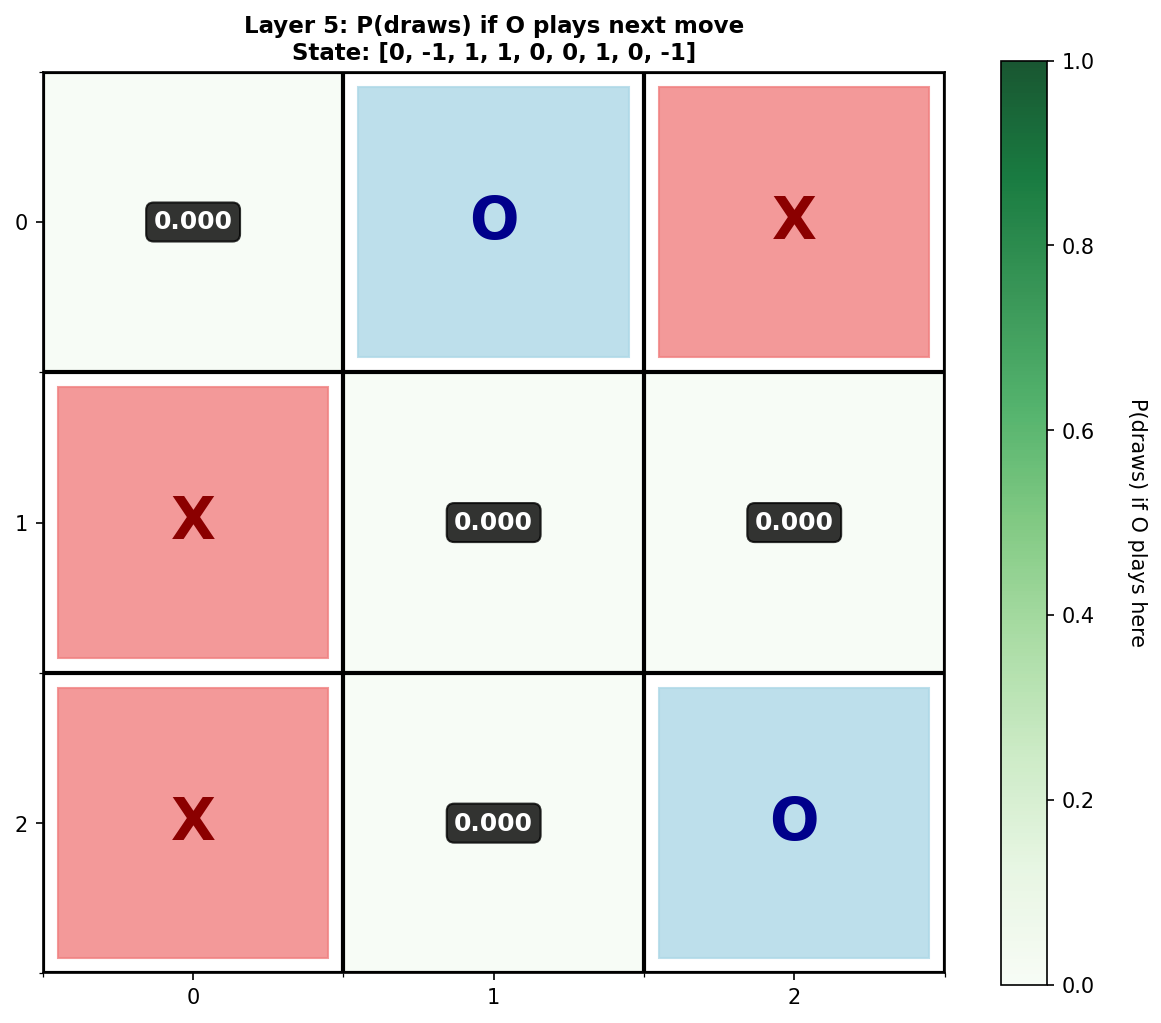 Layer 5: P(draws) if O plays next move
State: [0, -1, 1, 1, 0, 0, 1, 0, -1]
0.000
O
X
0
X
0.000
0.000
1
X
0.000
O
2
0
1
2
1.0
0.8
0.6
0.4
0.2
0.0
P(draws) if O plays here